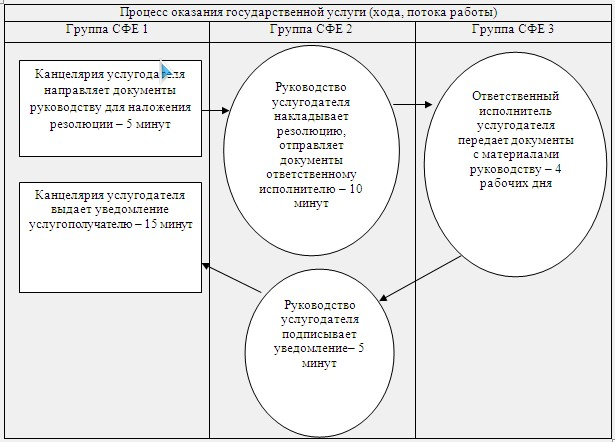 Процесс оказания государственной услуги (хода, потока работы)
Группа СФЕ 1
Группа СФЕ 2
Группа СФЕ 3
Канцелярия услугодателя
направляет документы
руководству для наложения
резолюции – 5 минут
Руководство
услугодателя
накладывает
резолюцию,
отправляет
документы
ответственному
исполнителю – 10
минут
Ответственный
исполнитель
услугодателя
передает документы
с материалами
руководству – 4
рабочих дня
Руководство
услугодателя
подписывает
уведомление– 5
минут
Канцелярия услугодателя
выдает уведомление
услугополучателю – 15 минут